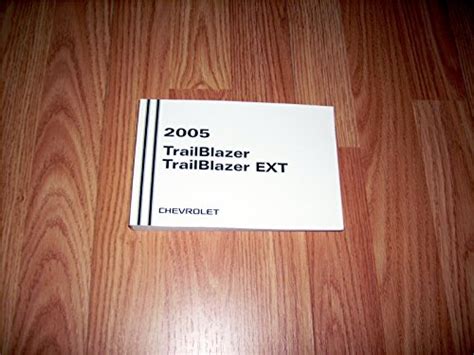 2005
TrailBlazer
TrailBlazer EXT
CHEVROLET